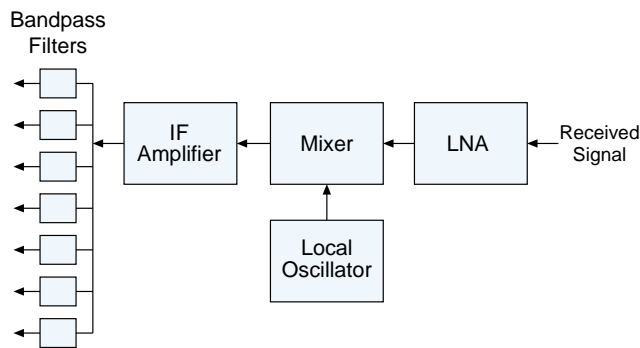 Bandpass
Filters
IF
Amplifier
Mixer
LNA
Received
Signal
Local
Oscillator